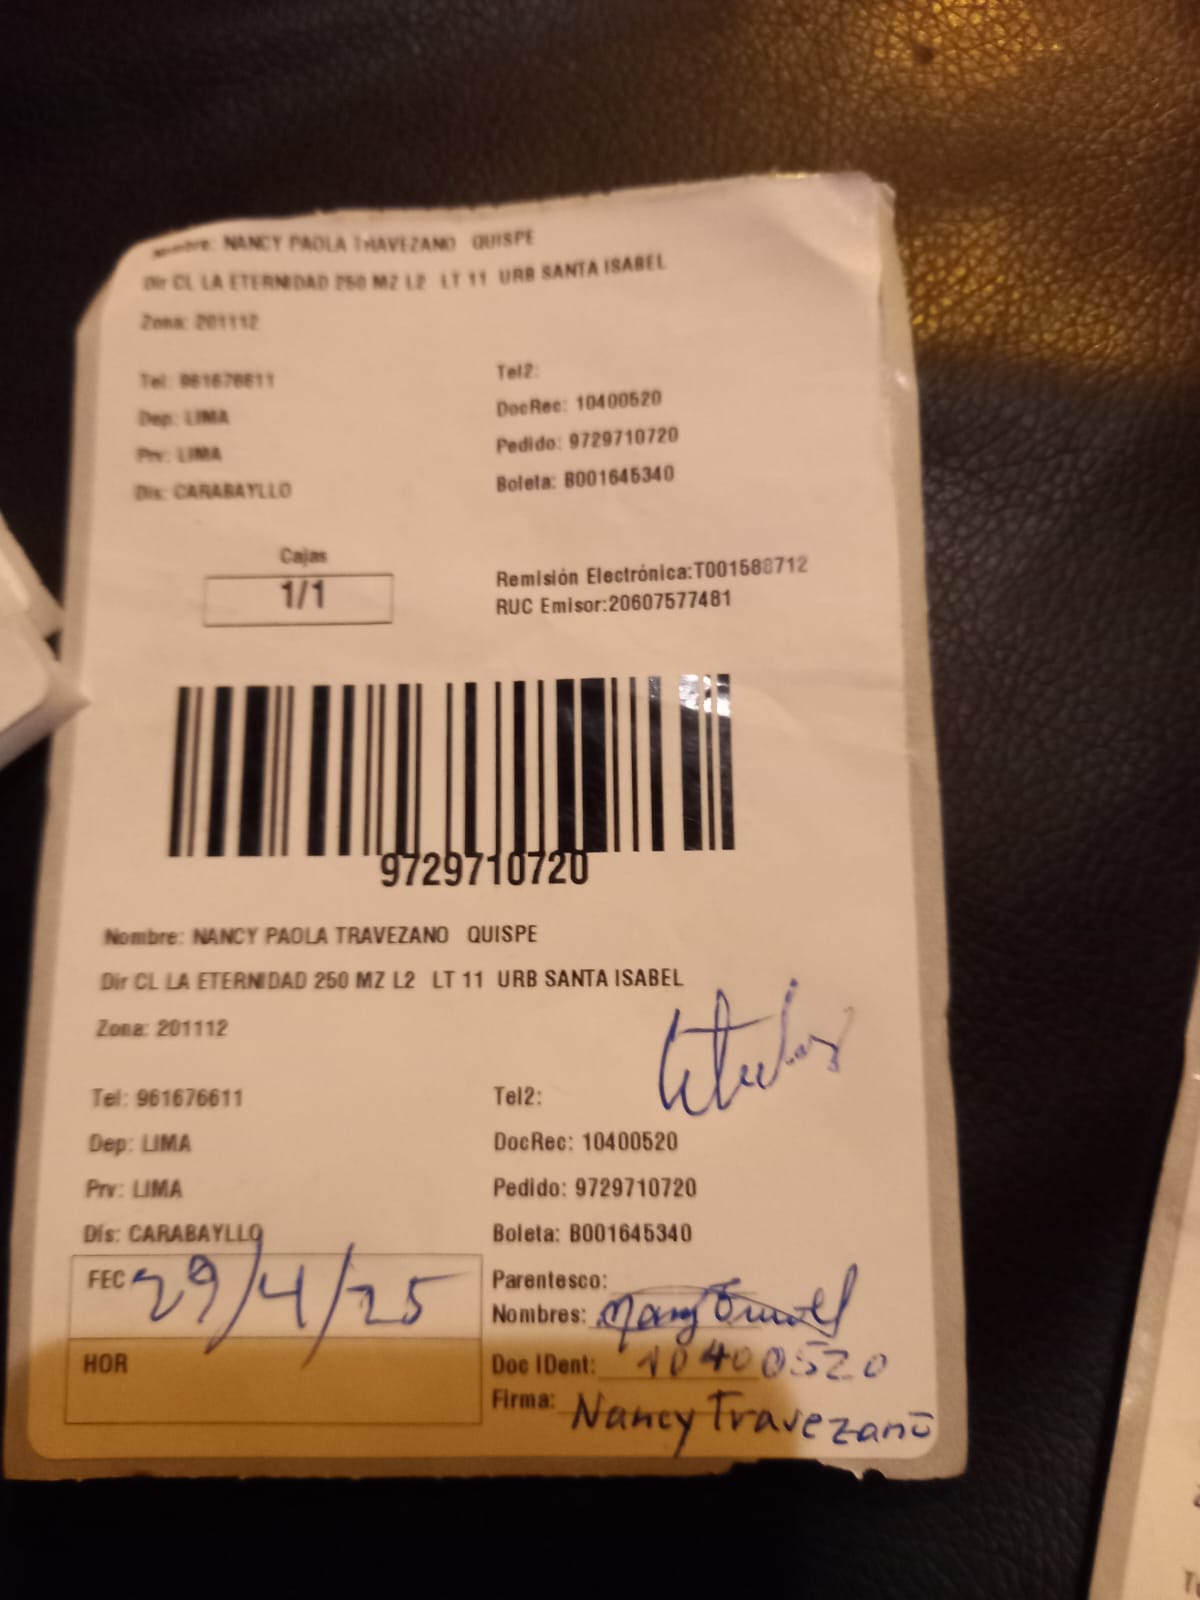 Nombre: NANCY PAOLA TRAVEZANO QUISPE
Dir CL LA ETERNIDAD 250 MZ L2 LT 11 URB SANTA ISABEL
Zona: 201112
Tel: 961676611
Tel2:
Dep: LIMA
DocRec: 10400520
Prv: LIMA
Pedido: 9729710720
Dis: CARABAYLLO
Boleta: B001645340
Cajas
1/1
Remisión Electrónica:T001588712
RUC Emisor:20607577481
9729710720
Nombre: NANCY PAOLA TRAVEZANO QUISPE
Dir CL LA ETERNIDAD 250 MZ L2 LT 11 URB SANTA ISABEL
Zona: 201112
Tel: 961676611
Tel2:
Dep: LIMA
DocRec: 10400520
Prv: LIMA
Pedido: 9729710720
Dis: CARABAYLLO
Boleta: B001645340
FEC 29/4/25
Parentesco:
Nombres:
HOR
Doc IDent: 10400520
Firma: Nancy Travezano